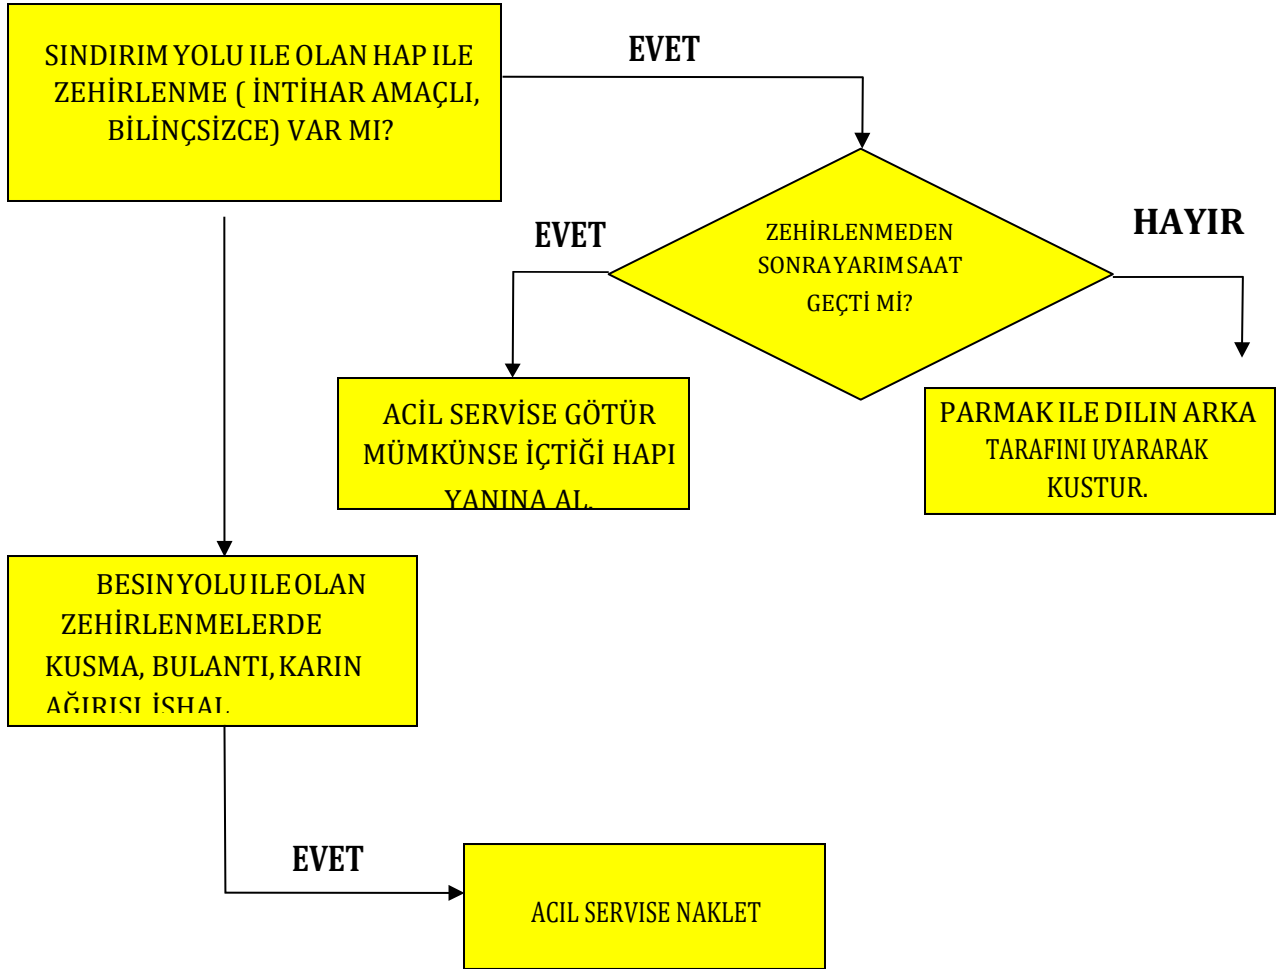 SINDIRIM YOLU ILE OLAN HAP ILE
ZEHİRLENME ( İNTİHAR AMAÇLI,
BİLİNÇSİZCE) VAR MI?
EVET
ZEHİRLENMEDEN
SONRA YARIM SAAT
GEÇTİ Mİ?
EVET
HAYIR
ACİL SERVİSE GÖTÜR
MÜMKÜNSE İÇTİĞİ HAPI
YANINA AL.
PARMAK ILE DILIN ARKA
TARAFINI UYARARAK
KUSTUR.
BESIN YOLU ILE OLAN
ZEHİRLENMELERDE
KUSMA, BULANTI, KARIN
AĞIRISI İSHAL
EVET
ACIL SERVISE NAKLET